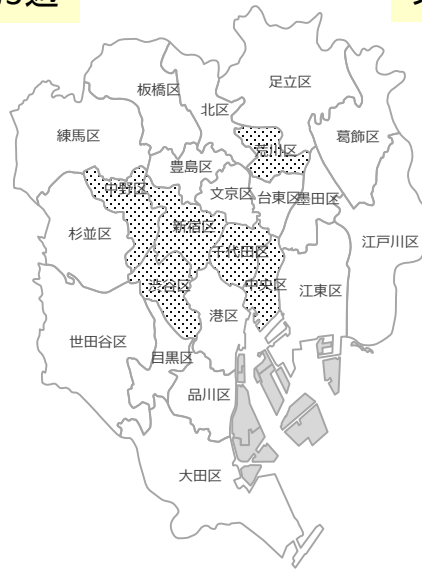 足立区
板橋区
北区
練馬区
葛飾区
荒川区
豊島区
中野区
文京区
台東区
墨田区
杉並区
新宿区
江戸川区
千代田区
渋谷区
中央区
江東区
港区
世田谷区
目黒区
品川区
大田区